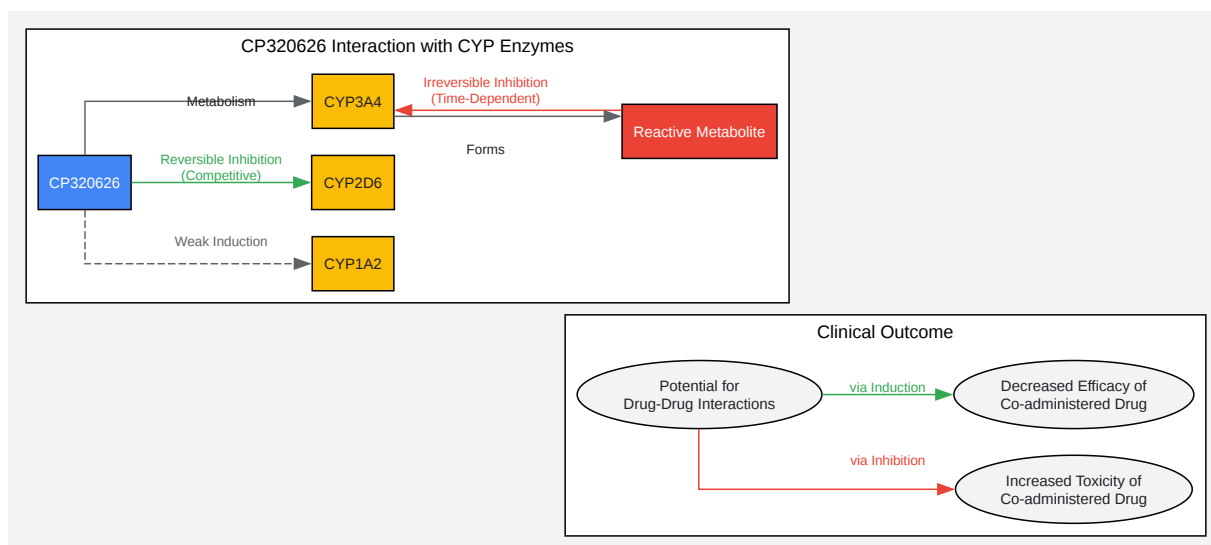 CP320626 Interaction with CYP Enzymes
Metabolism
CYP3A4
Irreversible Inhibition
(Time-Dependent)
Reactive Metabolite
Forms
CP320626
Reversible Inhibition
(Competitive)
CYP2D6
Weak Induction
CYP1A2
Clinical Outcome
Potential for
Drug-Drug Interactions
via Induction
Decreased Efficacy of
Co-administered Drug
via Inhibition
Increased Toxicity of
Co-administered Drug